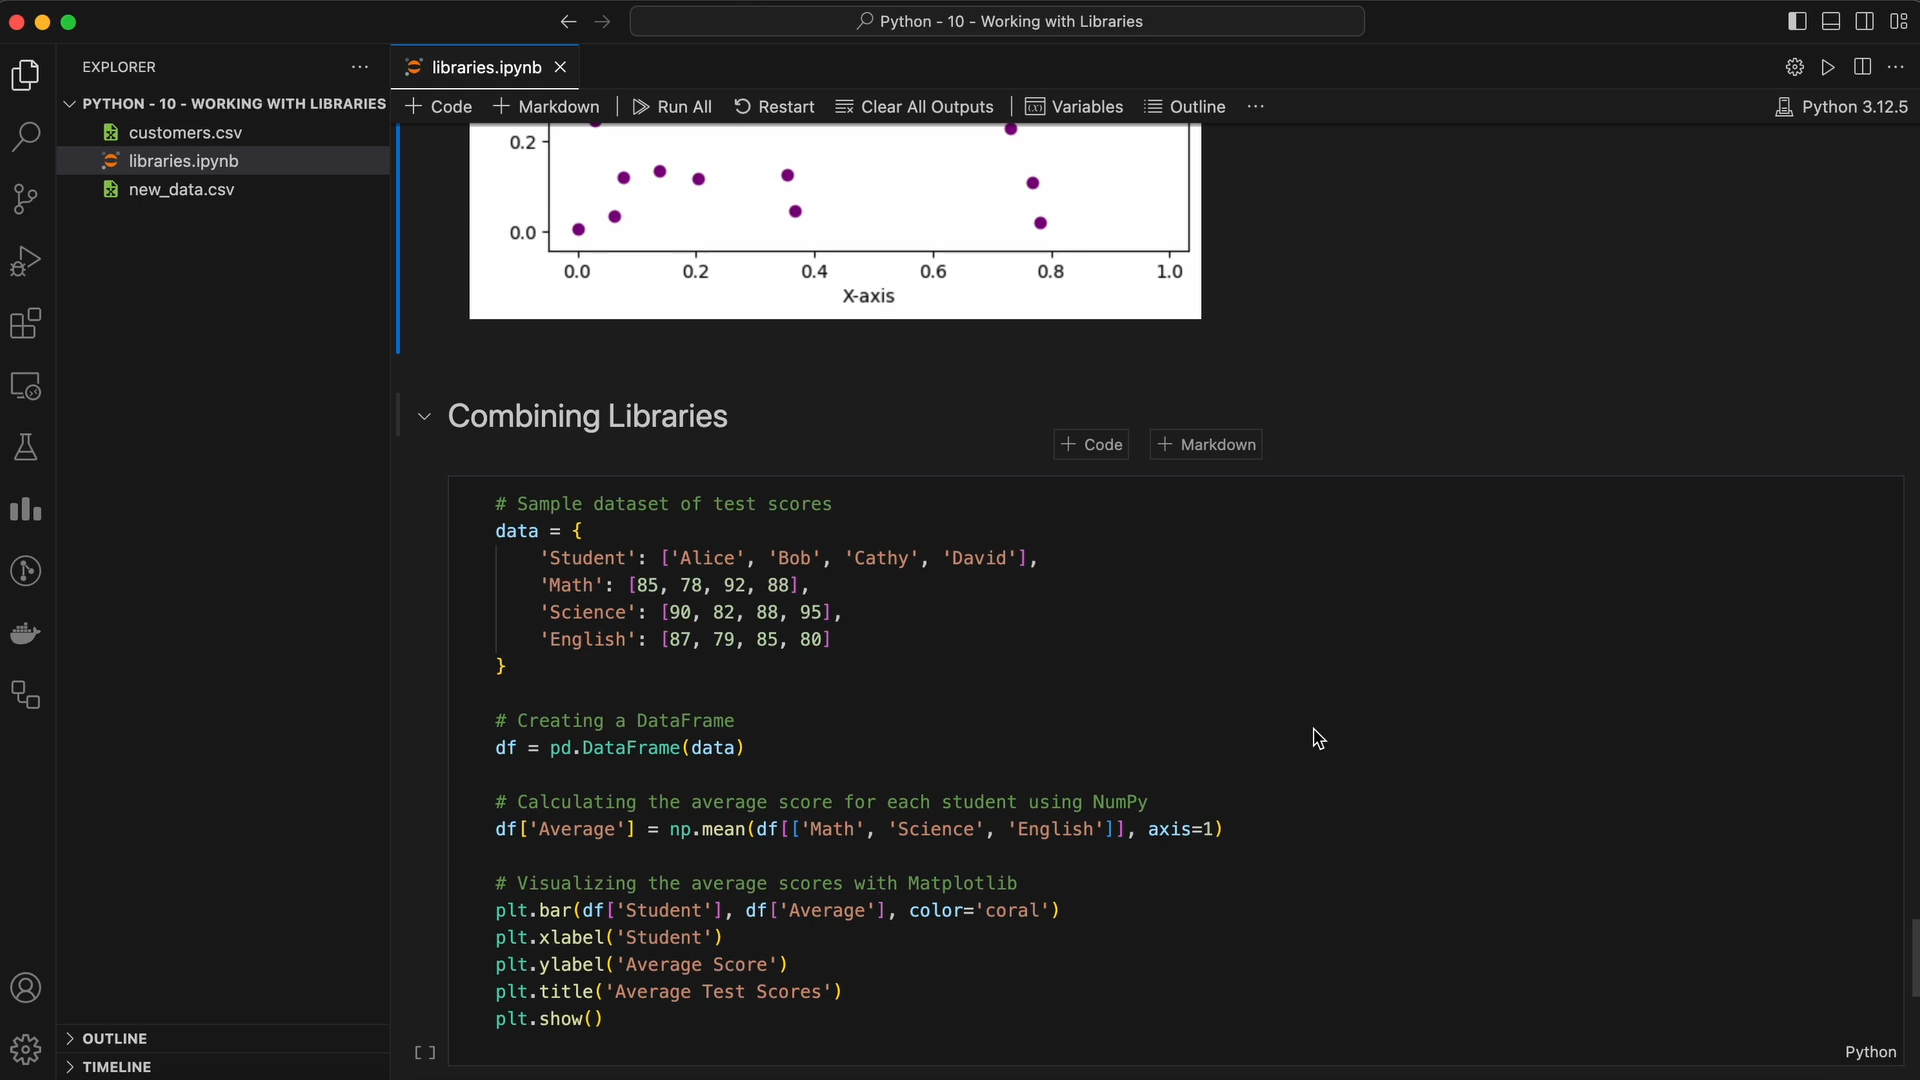 Python - 10 - Working with Libraries
EXPLORER
libraries.ipynb
PYTHON - 10 - WORKING WITH LIBRARIES
customers.csv
libraries.ipynb
new_data.csv
OUTLINE
TIMELINE
Code Markdown Run All Restart Clear All Outputs Variables Outline Python 3.12.5
0.2
0.0
0.0 0.2 0.4 0.6 0.8 1.0
X-axis
Combining Libraries
Code Markdown
# Sample dataset of test scores
data = {
'Student': ['Alice', 'Bob', 'Cathy', 'David'],
'Math': [85, 78, 92, 88],
'Science': [90, 82, 88, 95],
'English': [87, 79, 85, 80]
}
# Creating a DataFrame
df = pd.DataFrame(data)
# Calculating the average score for each student using NumPy
df['Average'] = np.mean(df[['Math', 'Science', 'English']], axis=1)
# Visualizing the average scores with Matplotlib
plt.bar(df['Student'], df['Average'], color='coral')
plt.xlabel('Student')
plt.ylabel('Average Score')
plt.title('Average Test Scores')
plt.show()
[ ]
Python